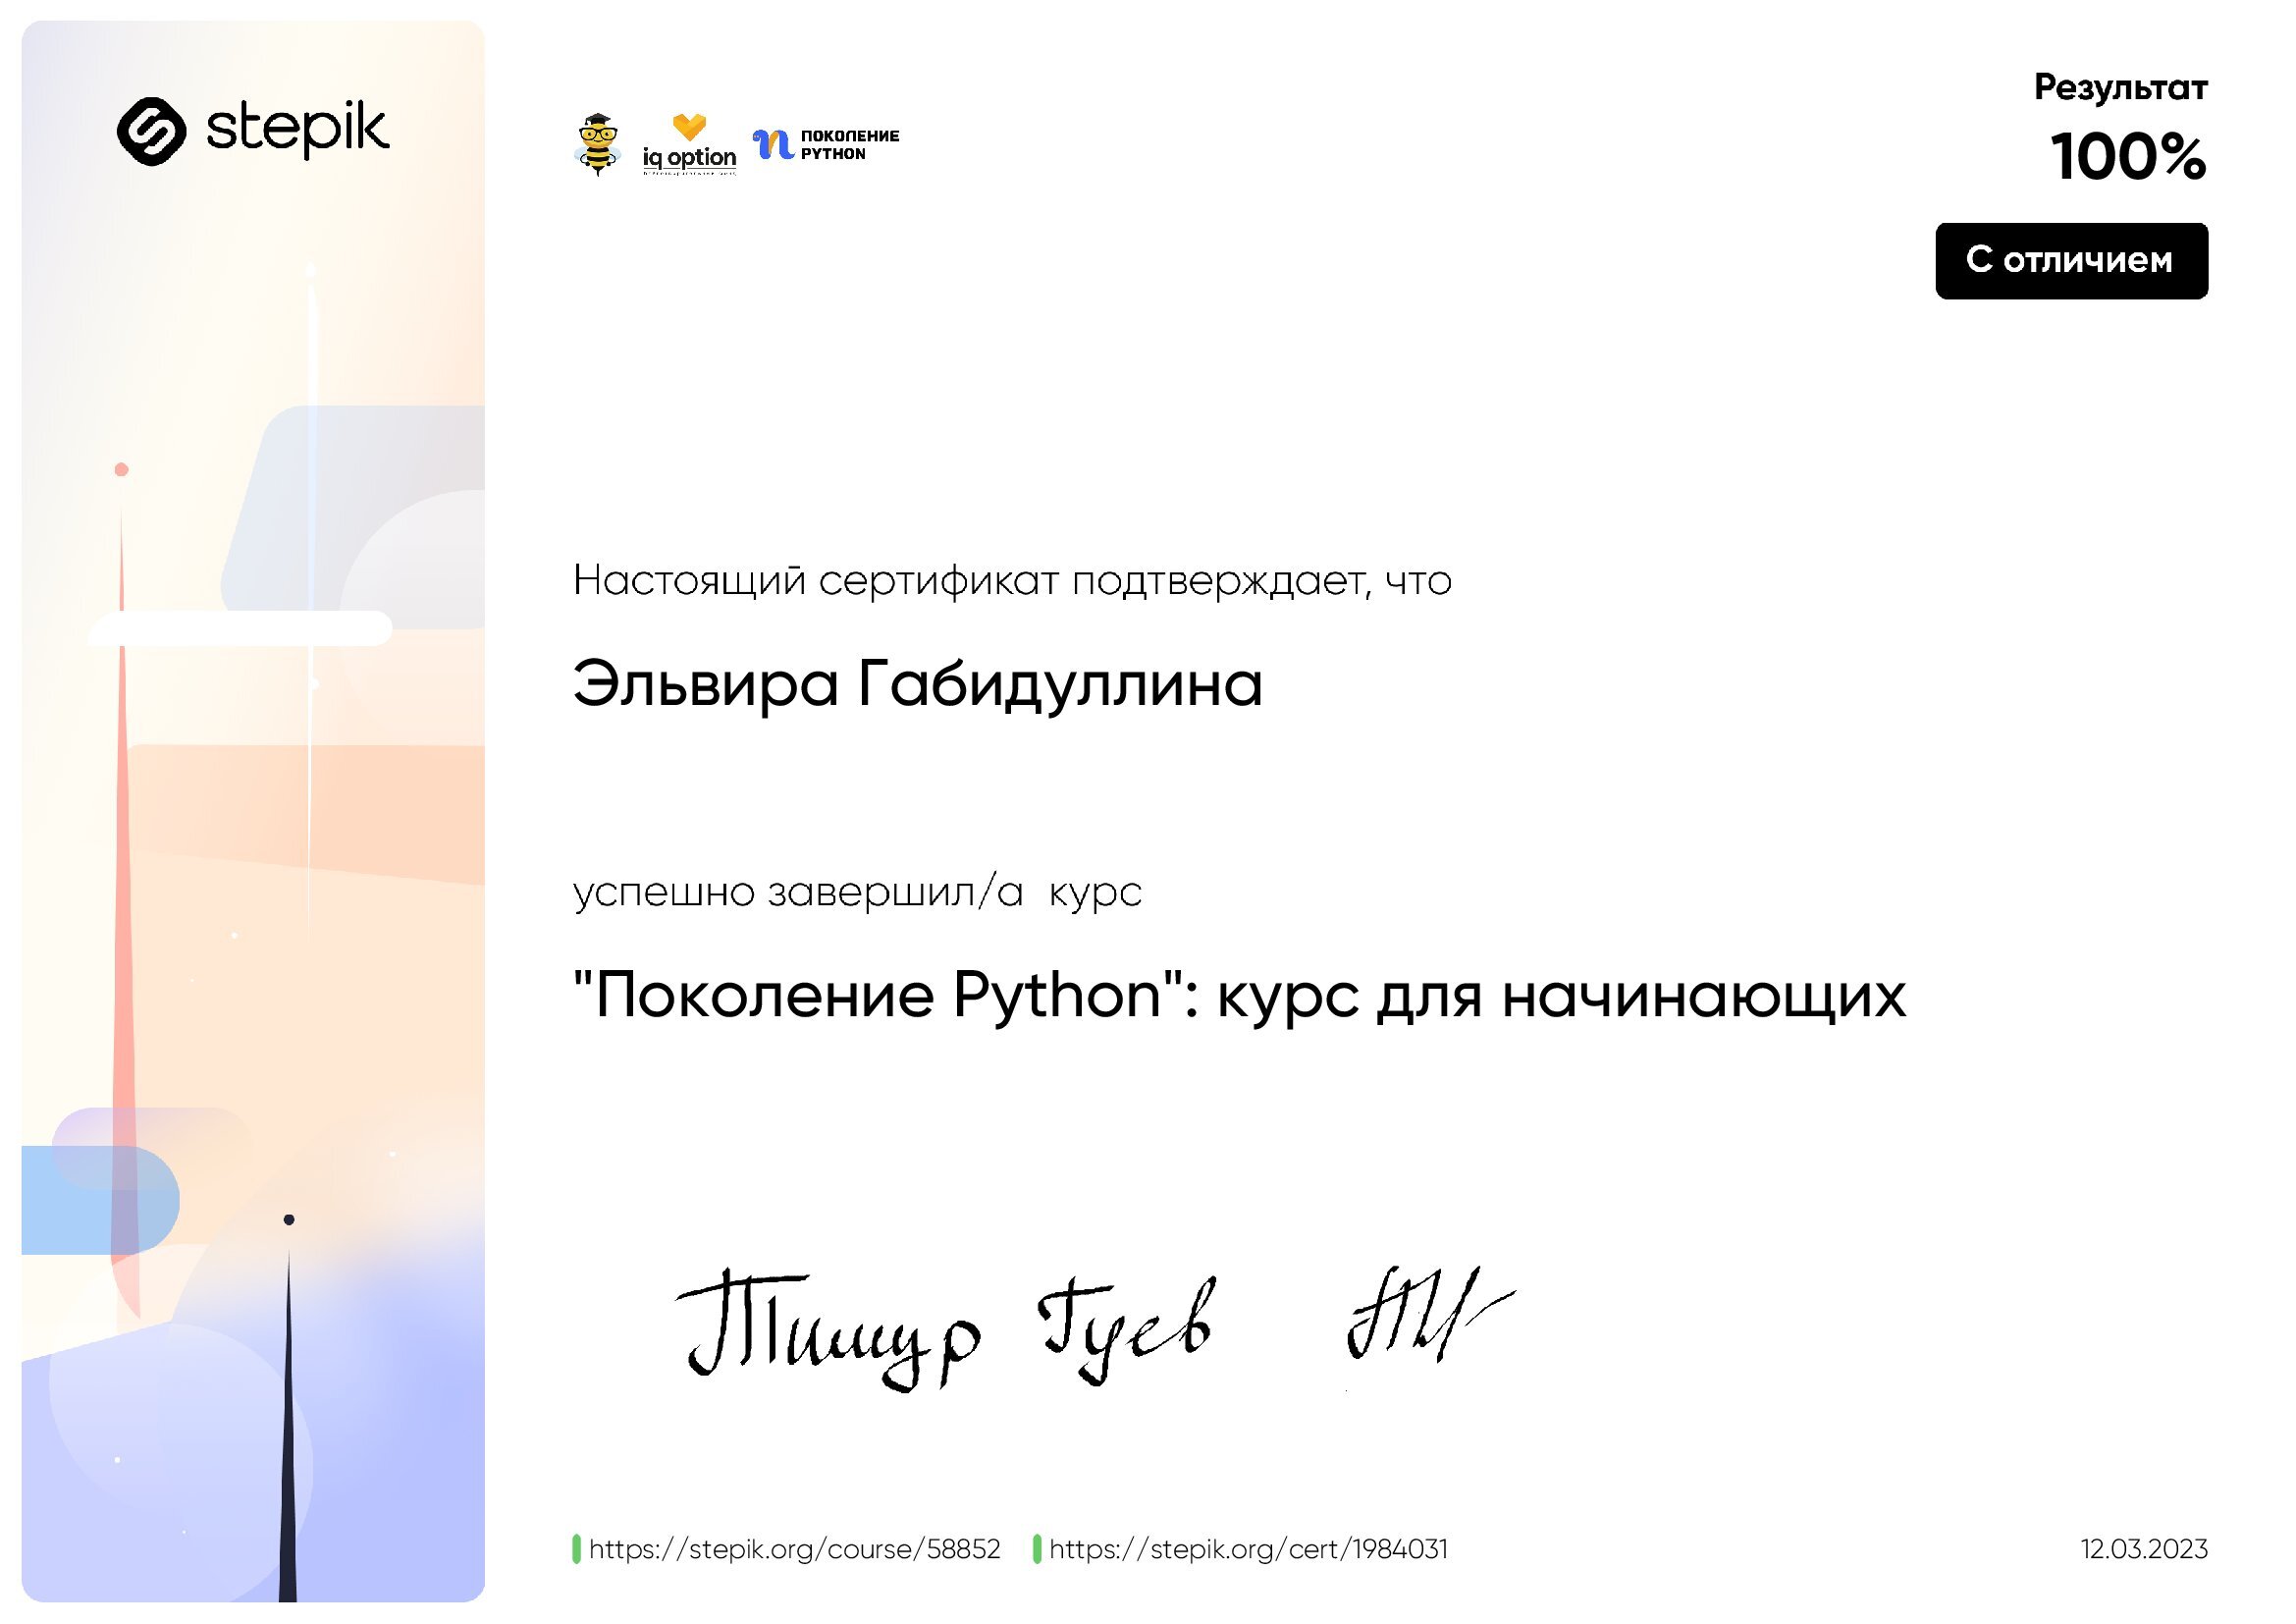 stepik
iq option
ПОКОЛЕНИЕ
PYTHON
Результат
100%
С отличием
Настоящий сертификат подтверждает, что
Эльвира Габидуллина
успешно завершил/а курс
"Поколение Python": курс для начинающих
Тимур Гуев
https://stepik.org/course/58852 https://stepik.org/cert/1984031
12.03.2023